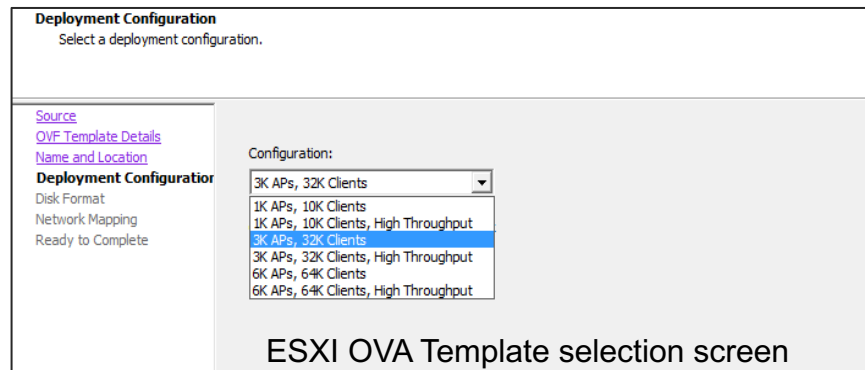 Deployment Configuration
Select a deployment configuration.
Source
OVF Template Details
Name and Location
Deployment Configuration
Disk Format
Network Mapping
Ready to Complete
Configuration:
3K APs, 32K Clients
1K APs, 10K Clients
1K APs, 10K Clients, High Throughput
3K APs, 32K Clients
3K APs, 32K Clients, High Throughput
6K APs, 64K Clients
6K APs, 64K Clients, High Throughput
ESXI OVA Template selection screen